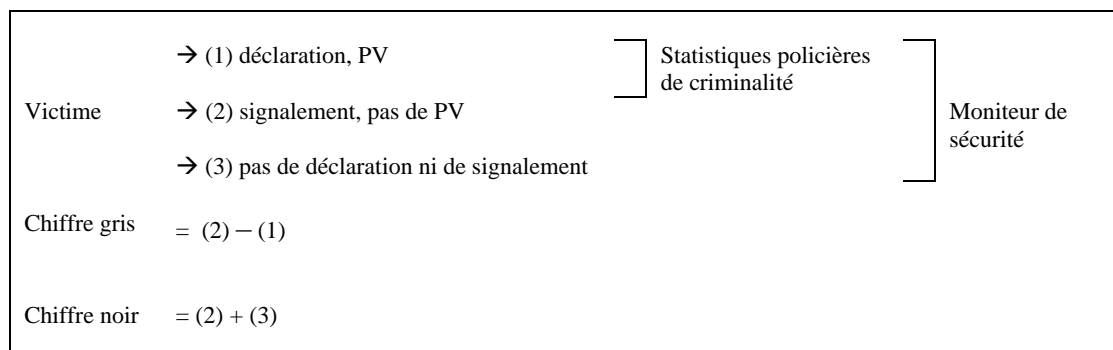 → (1) déclaration, PV
Statistiques policières
de criminalité
Victime
→ (2) signalement, pas de PV
Moniteur de
sécurité
→ (3) pas de déclaration ni de signalement
Chiffre gris = (2) – (1)
Chiffre noir = (2) + (3)